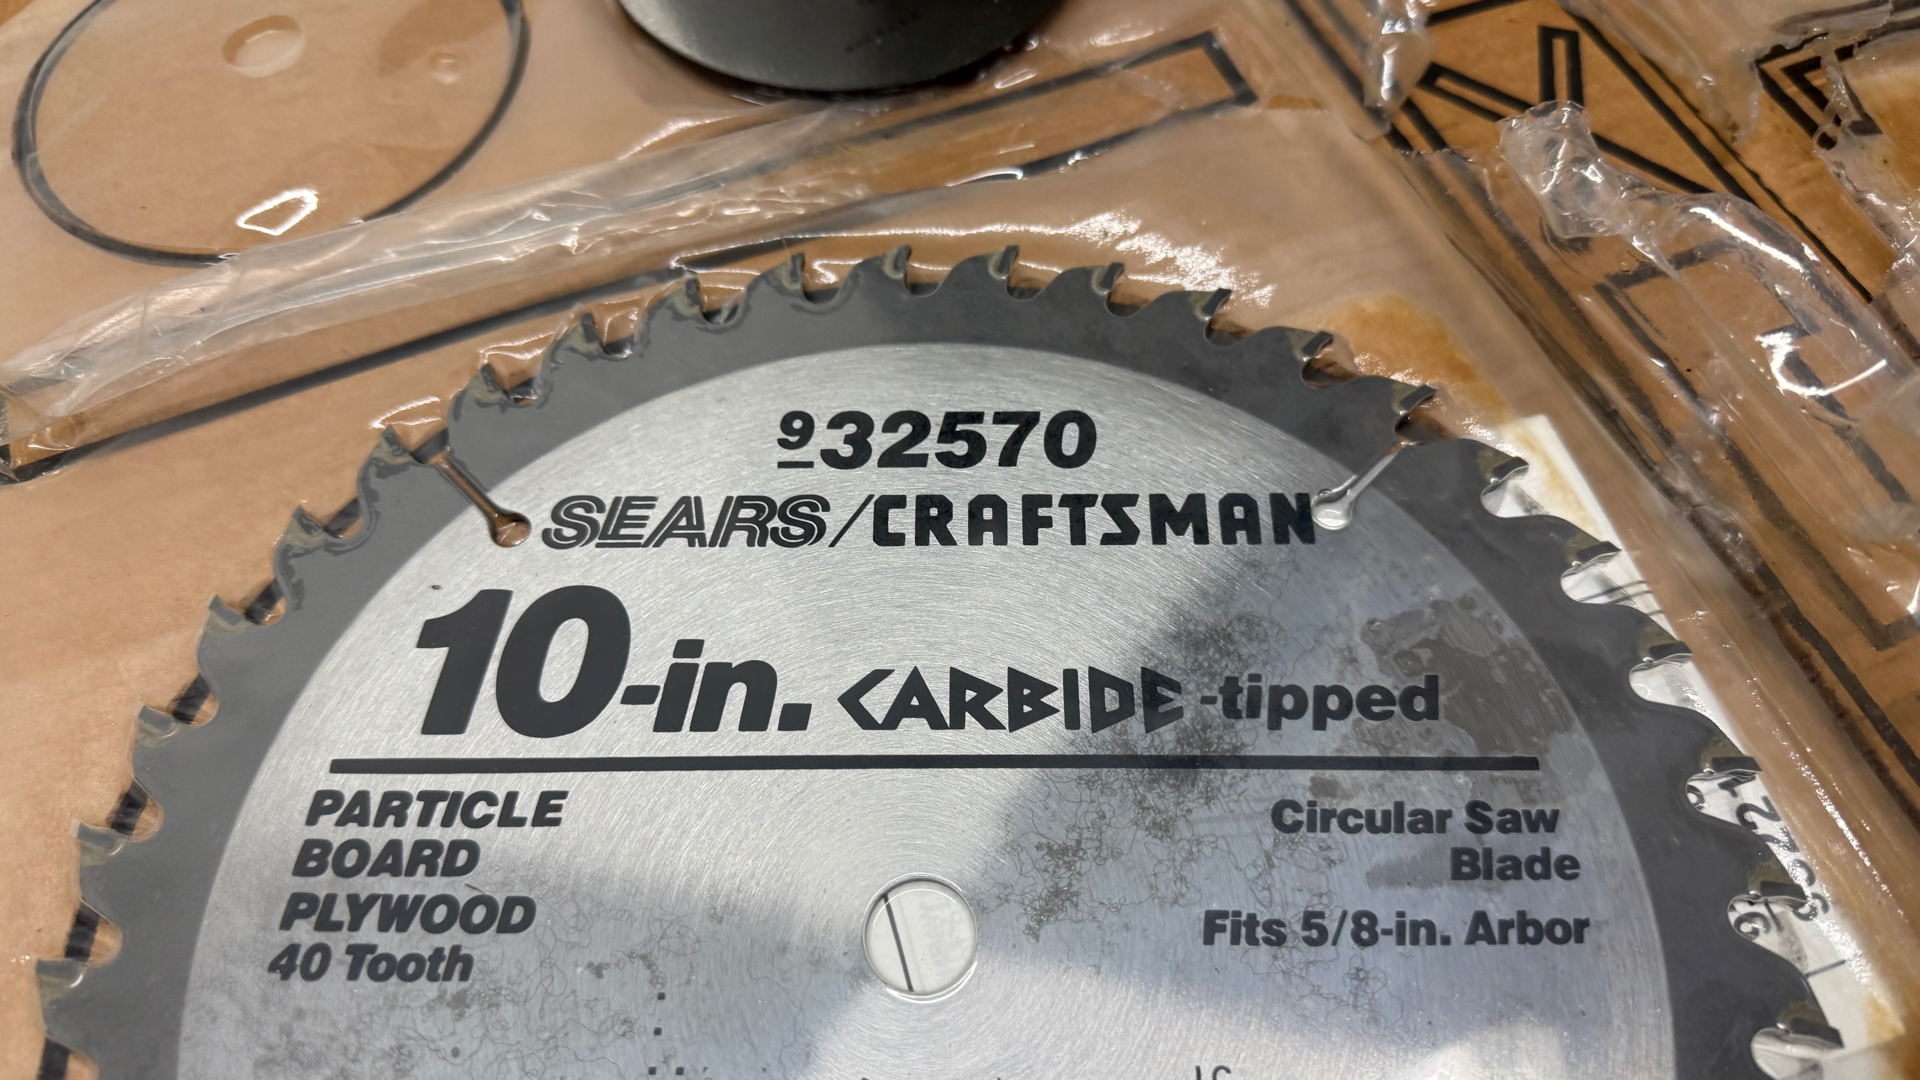 932570
SEARS/CRAFTSMAN
10-in. CARBIDE-tipped
PARTICLE
BOARD
PLYWOOD
40 Tooth
Circular Saw
Blade
Fits 5/8-in. Arbor